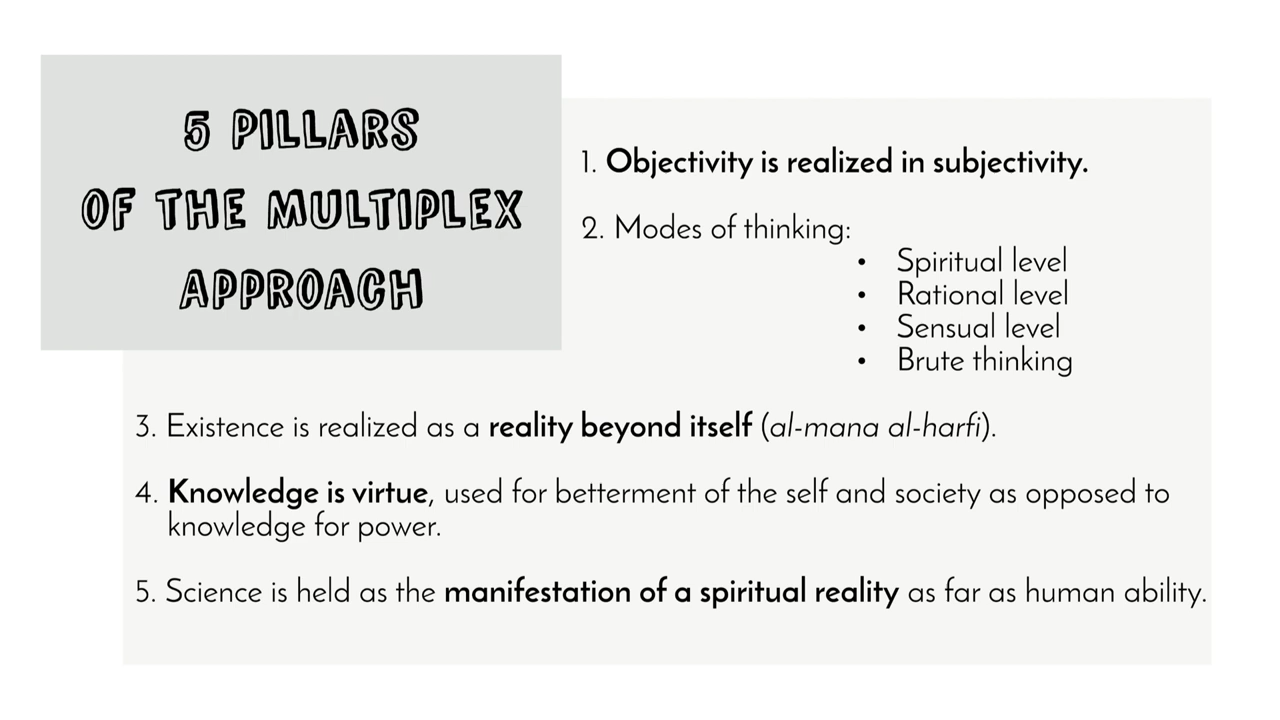 5 PILLARS
OF THE MULTIPLEX
APPROACH
1. Objectivity is realized in subjectivity.
2. Modes of thinking:
• Spiritual level
• Rational level
• Sensual level
• Brute thinking
3. Existence is realized as a reality beyond itself (al-mana al-harfi).
4. Knowledge is virtue, used for betterment of the self and society as opposed to
knowledge for power.
5. Science is held as the manifestation of a spiritual reality as far as human ability.